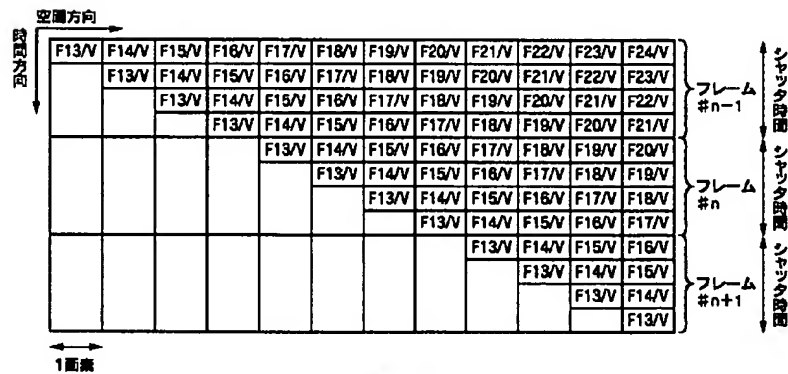 空間方向
時間方向
F13/V F14/V F15/V F16/V F17/V F18/V F19/V F20/V F21/V F22/V F23/V F24/V
F13/V F14/V F15/V F16/V F17/V F18/V F19/V F20/V F21/V F22/V F23/V
F13/V F14/V F15/V F16/V F17/V F18/V F19/V F20/V F21/V F22/V
F13/V F14/V F15/V F16/V F17/V F18/V F19/V F20/V F21/V
フレーム
#n-1
シャッタ時間
F13/V F14/V F15/V F16/V F17/V F18/V F19/V F20/V
F13/V F14/V F15/V F16/V F17/V F18/V F19/V
F13/V F14/V F15/V F16/V F17/V F18/V
F13/V F14/V F15/V F16/V F17/V
フレーム
#n
シャッタ時間
F13/V F14/V F15/V F16/V
F13/V F14/V F15/V
F13/V F14/V
F13/V
フレーム
#n+1
シャッタ時間
1画素